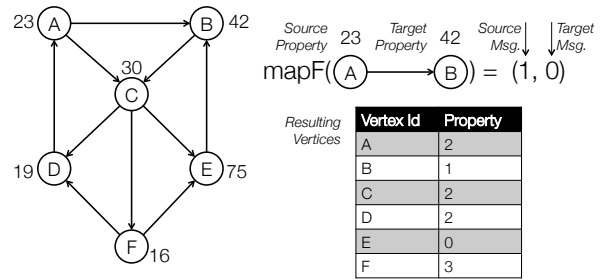 23 A B 42
30
C
19 D E 75
F 16
Source Property 23 Target Property 42 Source Msg. Target Msg.
mapF( A B ) = (1, 0)
Resulting Vertices
Vertex Id Property
A 2
B 1
C 2
D 2
E 0
F 3